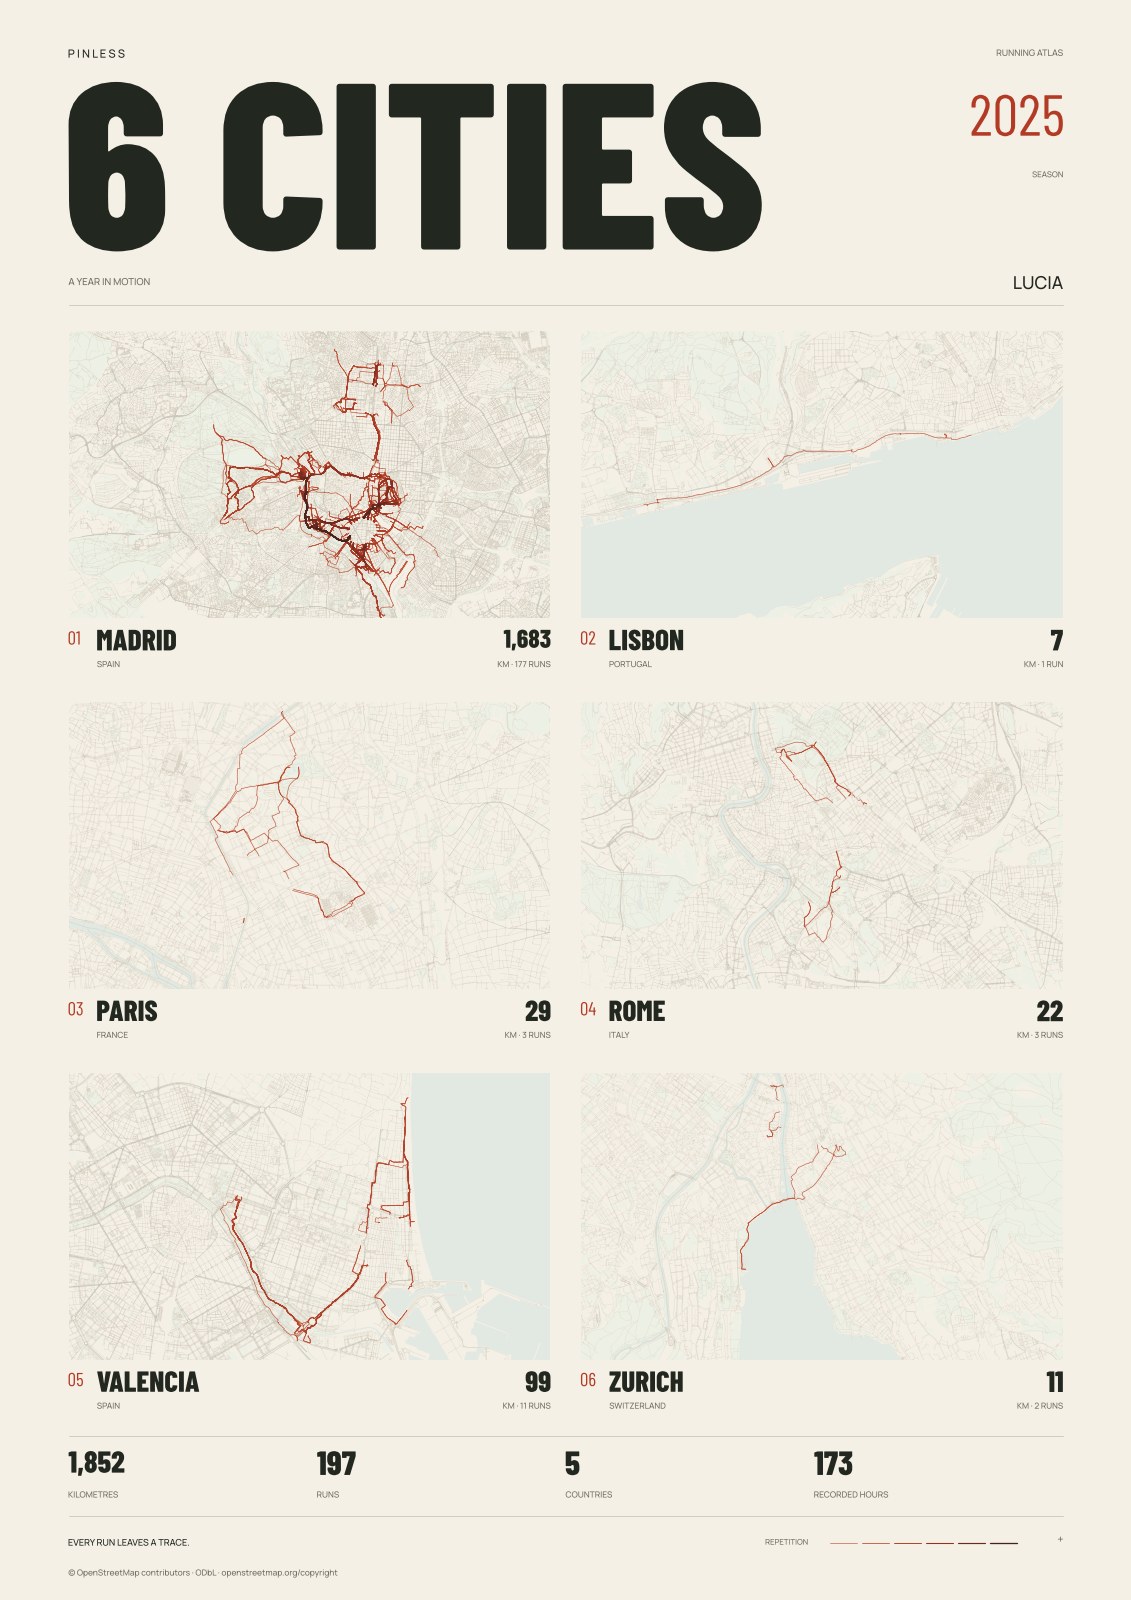 PINLESS
RUNNING ATLAS
6 CITIES
2025
SEASON
A YEAR IN MOTION
LUCIA
01 MADRID 1,683
SPAIN KM · 177 RUNS
02 LISBON 7
PORTUGAL KM · 1 RUN
03 PARIS 29
FRANCE KM · 3 RUNS
04 ROME 22
ITALY KM · 3 RUNS
05 VALENCIA 99
SPAIN KM · 11 RUNS
06 ZURICH 11
SWITZERLAND KM · 2 RUNS
1,852 197 5 173
KILOMETRES RUNS COUNTRIES RECORDED HOURS
EVERY RUN LEAVES A TRACE.
REPETITION +
© OpenStreetMap contributors · ODbL · openstreetmap.org/copyright